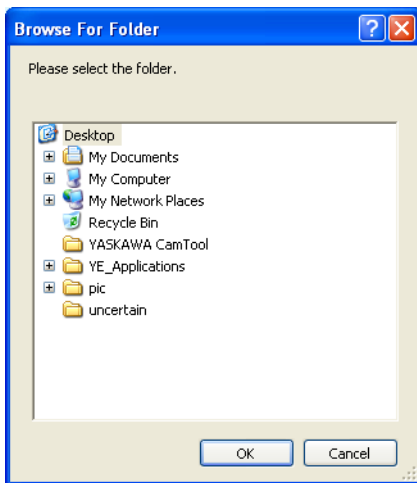 Browse For Folder
Please select the folder.
Desktop
My Documents
My Computer
My Network Places
Recycle Bin
YASKAWA CamTool
YE_Applications
pic
uncertain
OK Cancel